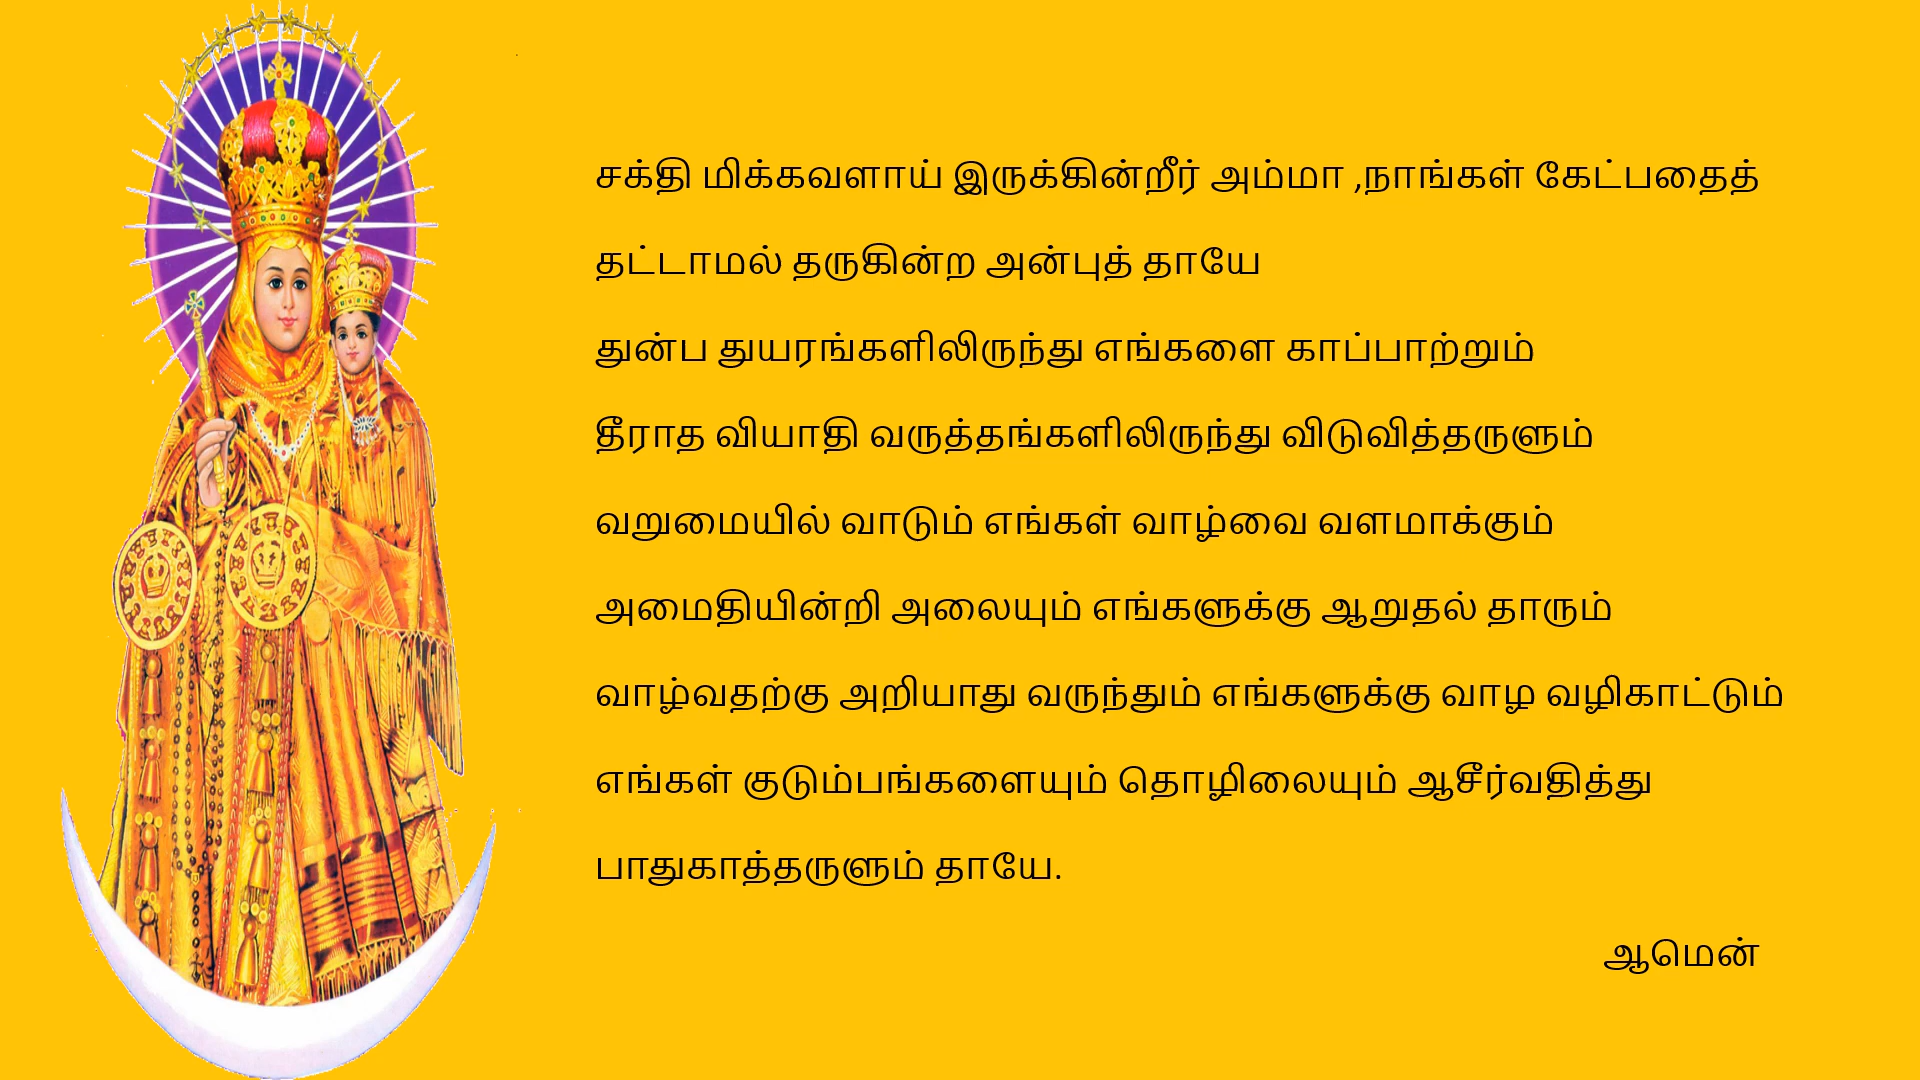 சக்தி மிக்கவளாய் இருக்கின்றீர் அம்மா ,நாங்கள் கேட்பதைத்
தட்டாமல் தருகின்ற அன்புத் தாயே
துன்ப துயரங்களிலிருந்து எங்களை காப்பாற்றும்
தீராத வியாதி வருத்தங்களிலிருந்து விடுவித்தருளும்
வறுமையில் வாடும் எங்கள் வாழ்வை வளமாக்கும்
அமைதியின்றி அலையும் எங்களுக்கு ஆறுதல் தாரும்
வாழ்வதற்கு அறியாது வருந்தும் எங்களுக்கு வாழ வழிகாட்டும்
எங்கள் குடும்பங்களையும் தொழிலையும் ஆசீர்வதித்து
பாதுகாத்தருளும் தாயே.
ஆமென்